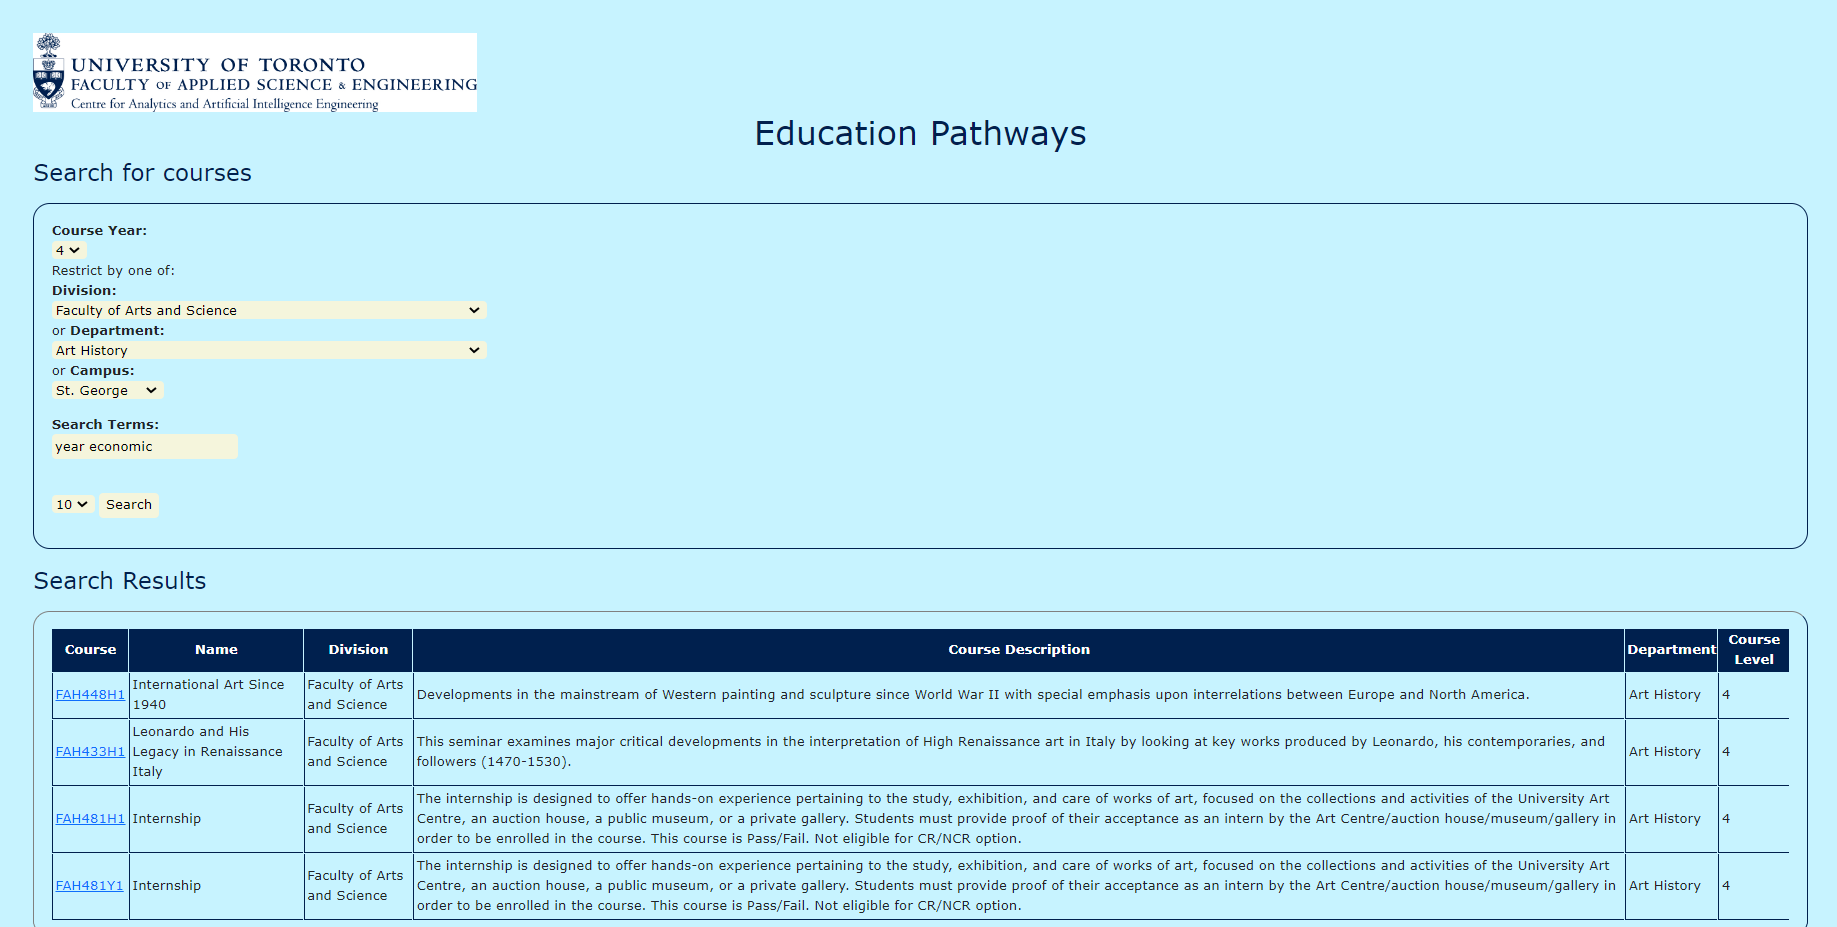 UNIVERSITY OF TORONTO
FACULTY OF APPLIED SCIENCE & ENGINEERING
Centre for Analytics and Artificial Intelligence Engineering
Education Pathways
Search for courses
Course Year:
4
Restrict by one of:
Division:
Faculty of Arts and Science
or Department:
Art History
or Campus:
St. George
Search Terms:
year economic
10 Search
Search Results
Course Name Division Course Description Department Course Level
FAH448H1 International Art Since 1940 Faculty of Arts and Science Developments in the mainstream of Western painting and sculpture since World War II with special emphasis upon interrelations between Europe and North America. Art History 4
FAH433H1 Leonardo and His Legacy in Renaissance Italy Faculty of Arts and Science This seminar examines major critical developments in the interpretation of High Renaissance art in Italy by looking at key works produced by Leonardo, his contemporaries, and followers (1470-1530). Art History 4
FAH481H1 Internship Faculty of Arts and Science The internship is designed to offer hands-on experience pertaining to the study, exhibition, and care of works of art, focused on the collections and activities of the University Art Centre, an auction house, a public museum, or a private gallery. Students must provide proof of their acceptance as an intern by the Art Centre/auction house/museum/gallery in order to be enrolled in the course. This course is Pass/Fail. Not eligible for CR/NCR option. Art History 4
FAH481Y1 Internship Faculty of Arts and Science The internship is designed to offer hands-on experience pertaining to the study, exhibition, and care of works of art, focused on the collections and activities of the University Art Centre, an auction house, a public museum, or a private gallery. Students must provide proof of their acceptance as an intern by the Art Centre/auction house/museum/gallery in order to be enrolled in the course. This course is Pass/Fail. Not eligible for CR/NCR option. Art History 4